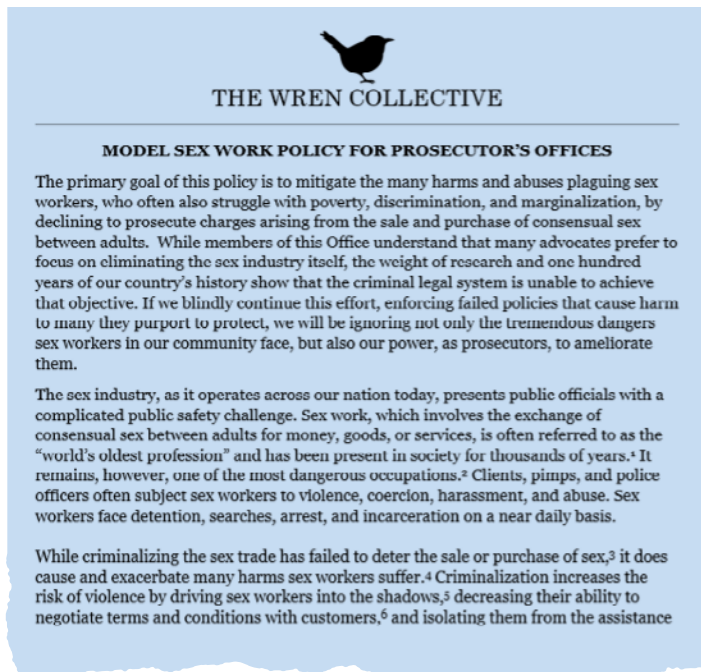 THE WREN COLLECTIVE
MODEL SEX WORK POLICY FOR PROSECUTOR'S OFFICES
The primary goal of this policy is to mitigate the many harms and abuses plaguing sex
workers, who often also struggle with poverty, discrimination, and marginalization, by
declining to prosecute charges arising from the sale and purchase of consensual sex
between adults.  While members of this Office understand that many advocates prefer to
focus on eliminating the sex industry itself, the weight of research and one hundred
years of our country's history show that the criminal legal system is unable to achieve
that objective. If we blindly continue this effort, enforcing failed policies that cause harm
to many they purport to protect, we will be ignoring not only the tremendous dangers
sex workers in our community face, but also our power, as prosecutors, to ameliorate
them.
The sex industry, as it operates across our nation today, presents public officials with a
complicated public safety challenge. Sex work, which involves the exchange of
consensual sex between adults for money, goods, or services, is often referred to as the
“world's oldest profession” and has been present in society for thousands of years.¹ It
remains, however, one of the most dangerous occupations.² Clients, pimps, and police
officers often subject sex workers to violence, coercion, harassment, and abuse. Sex
workers face detention, searches, arrest, and incarceration on a near daily basis.
While criminalizing the sex trade has failed to deter the sale or purchase of sex,³ it does
cause and exacerbate many harms sex workers suffer.⁴ Criminalization increases the
risk of violence by driving sex workers into the shadows,⁵ decreasing their ability to
negotiate terms and conditions with customers,⁶ and isolating them from the assistance